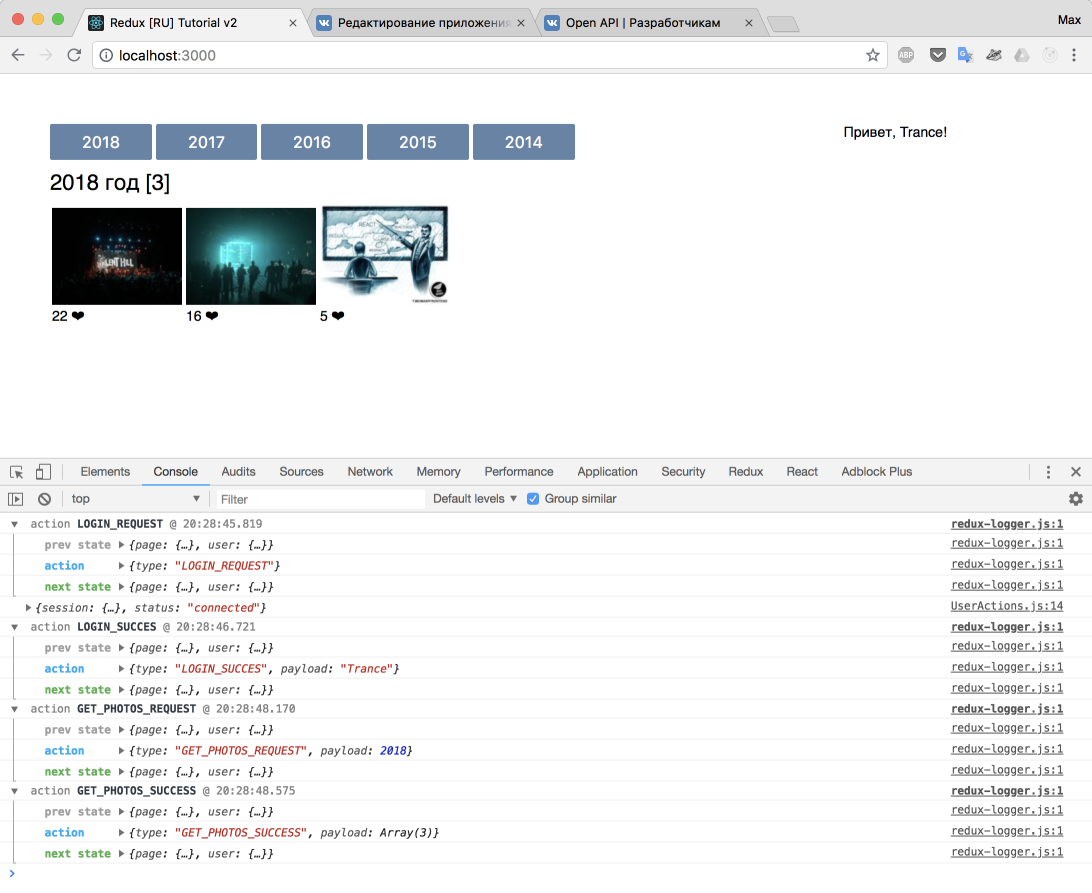 Redux [RU] Tutorial v2
Редактирование приложения
Open API | Разработчикам
Max
localhost:3000
ABP
2018 2017 2016 2015 2014
Привет, Trance!
2018 год [3]
SILENT HILL
REACT
22 ❤ 16 ❤ 5 ❤
Elements Console Audits Sources Network Memory Performance Application Security Redux React Adblock Plus
top Filter Default levels Group similar
action LOGIN_REQUEST @ 20:28:45.819 redux-logger.js:1
prev state {page: {…}, user: {…}} redux-logger.js:1
action {type: "LOGIN_REQUEST"} redux-logger.js:1
next state {page: {…}, user: {…}} redux-logger.js:1
{session: {…}, status: "connected"} UserActions.js:14
action LOGIN_SUCCES @ 20:28:46.721 redux-logger.js:1
prev state {page: {…}, user: {…}} redux-logger.js:1
action {type: "LOGIN_SUCCES", payload: "Trance"} redux-logger.js:1
next state {page: {…}, user: {…}} redux-logger.js:1
action GET_PHOTOS_REQUEST @ 20:28:48.170 redux-logger.js:1
prev state {page: {…}, user: {…}} redux-logger.js:1
action {type: "GET_PHOTOS_REQUEST", payload: 2018} redux-logger.js:1
next state {page: {…}, user: {…}} redux-logger.js:1
action GET_PHOTOS_SUCCESS @ 20:28:48.575 redux-logger.js:1
prev state {page: {…}, user: {…}} redux-logger.js:1
action {type: "GET_PHOTOS_SUCCESS", payload: Array(3)} redux-logger.js:1
next state {page: {…}, user: {…}} redux-logger.js:1